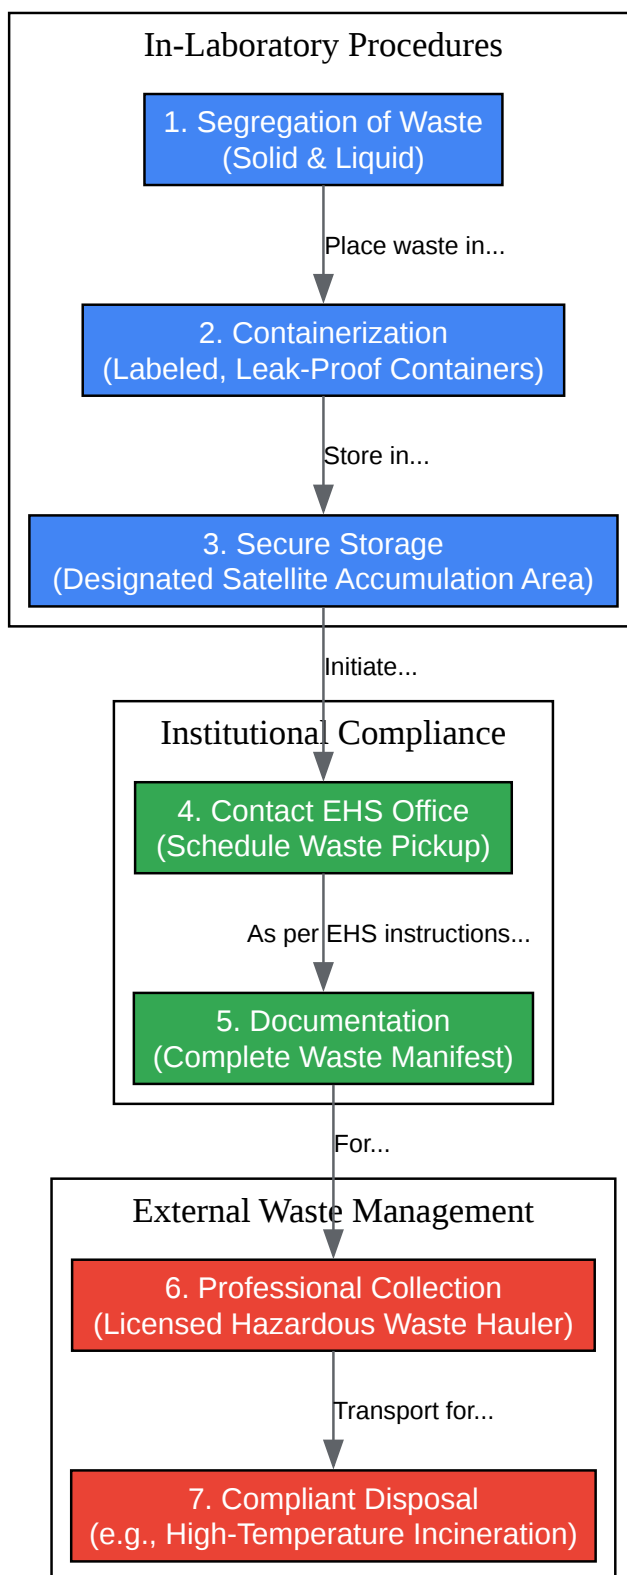 In-Laboratory Procedures
1. Segregation of Waste
(Solid & Liquid)
Place waste in...
2. Containerization
(Labeled, Leak-Proof Containers)
Store in...
3. Secure Storage
(Designated Satellite Accumulation Area)
Initiate...
Institutional Compliance
4. Contact EHS Office
(Schedule Waste Pickup)
As per EHS instructions...
5. Documentation
(Complete Waste Manifest)
For...
External Waste Management
6. Professional Collection
(Licensed Hazardous Waste Hauler)
Transport for...
7. Compliant Disposal
(e.g., High-Temperature Incineration)